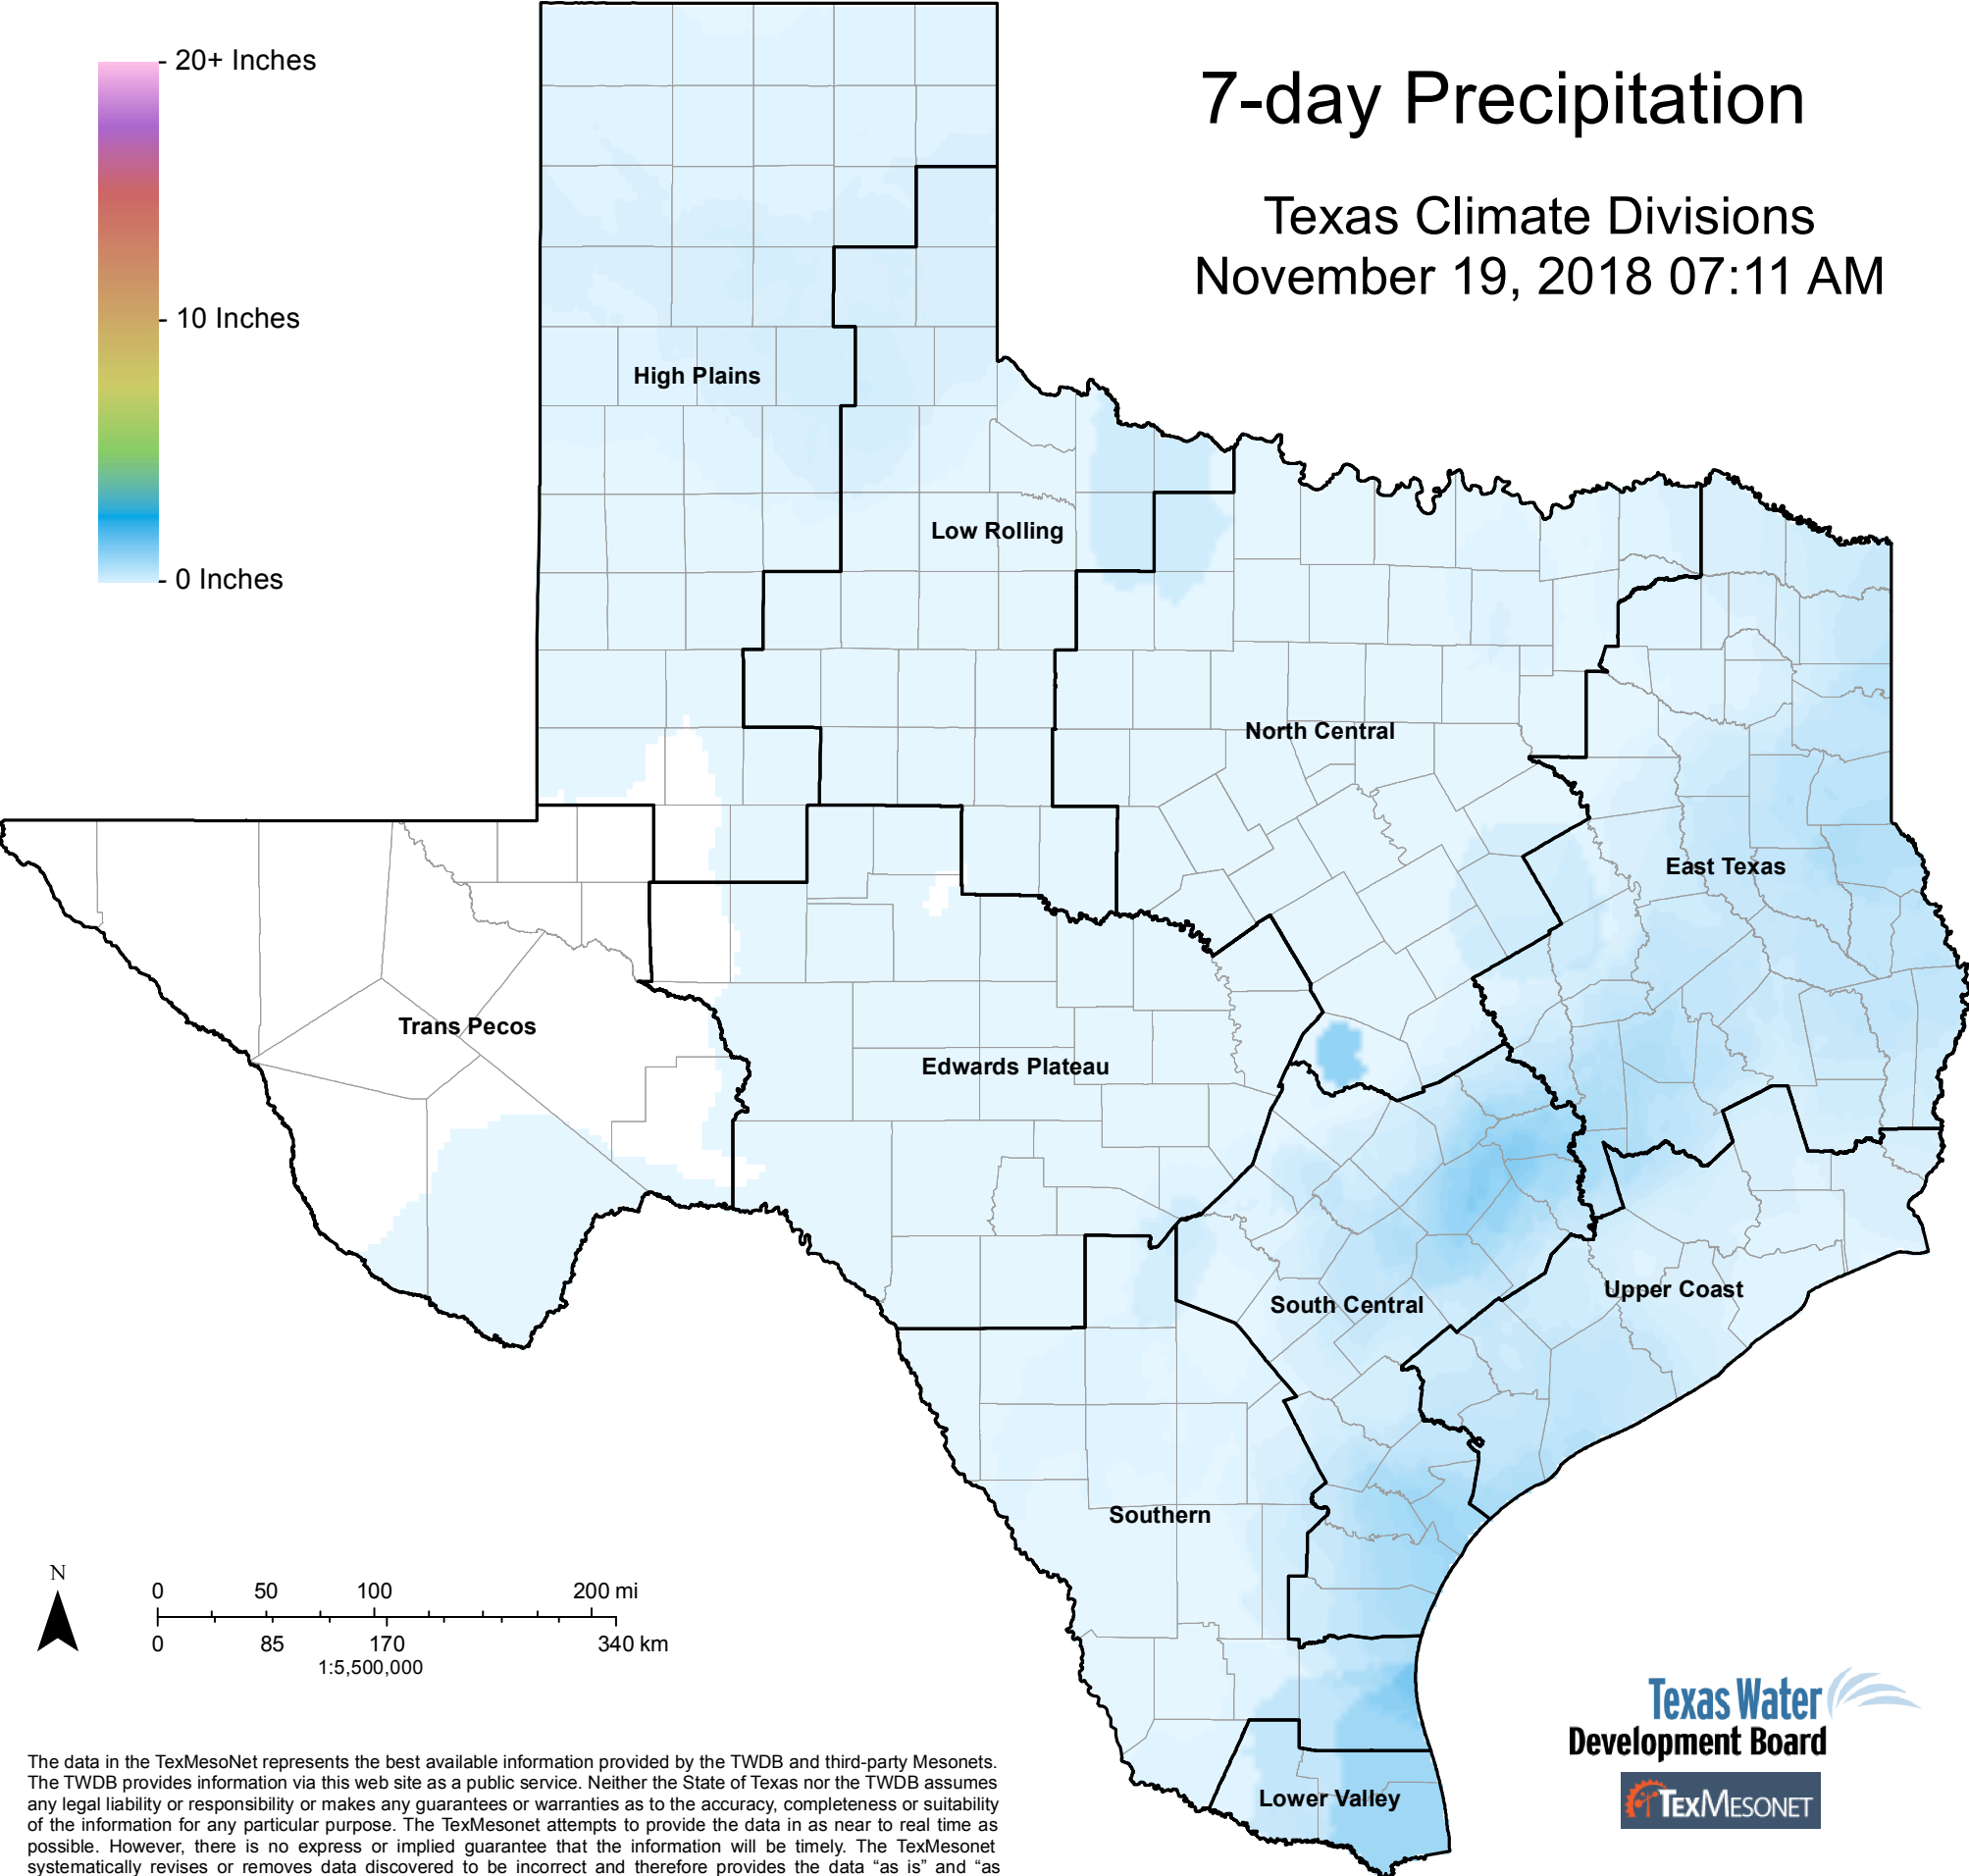 7-day Precipitation
Texas Climate Divisions
November 19, 2018 07:11 AM
20+ Inches
10 Inches
0 Inches
High Plains
Low Rolling
North Central
East Texas
Trans Pecos
Edwards Plateau
South Central
Upper Coast
Southern
Lower Valley
N
0 50 100 200 mi
0 85 170 340 km
1:5,500,000
Texas Water
Development Board
TEXMESONET
The data in the TexMesoNet represents the best available information provided by the TWDB and third-party Mesonets.
The TWDB provides information via this web site as a public service. Neither the State of Texas nor the TWDB assumes
any legal liability or responsibility or makes any guarantees or warranties as to the accuracy, completeness or suitability
of the information for any particular purpose. The TexMesonet attempts to provide the data in as near to real time as
possible. However, there is no express or implied guarantee that the information will be timely. The TexMesonet
systematically revises or removes data discovered to be incorrect and therefore provides the data “as is” and “as